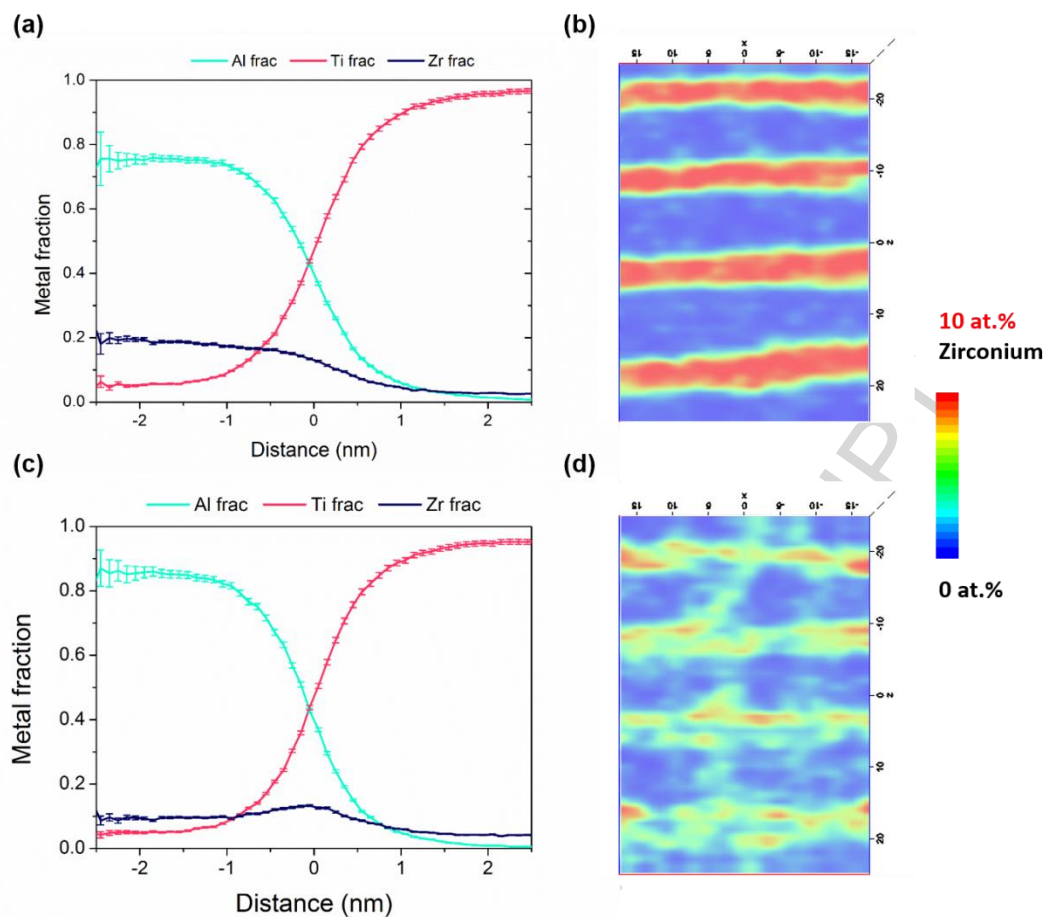 (a)
Al frac Ti frac Zr frac
1.0
0.8
0.6
0.4
0.2
0.0
Metal fraction
-2 -1 0 1 2
Distance (nm)
(b)
x
15 10 5 0 -5 -10 -15
-20
-10
0
10
20
10 at.%
Zirconium
0 at.%
(c)
Al frac Ti frac Zr frac
1.0
0.8
0.6
0.4
0.2
0.0
Metal fraction
-2 -1 0 1 2
Distance (nm)
(d)
x
15 10 5 0 -5 -10 -15
-20
-10
0
10
20